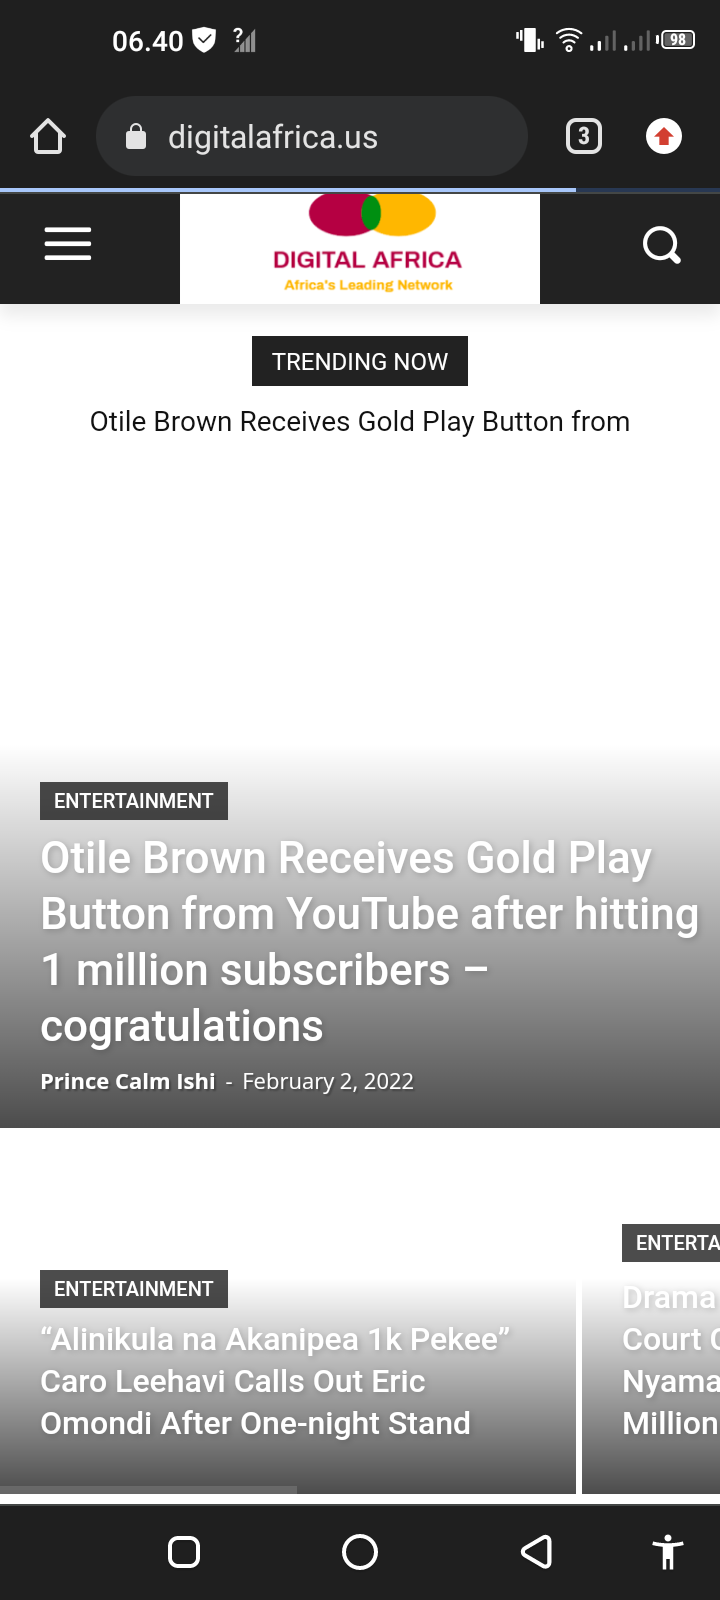 06.40
?
98
digitalafrica.us
3
DIGITAL AFRICA
Africa's Leading Network
TRENDING NOW
Otile Brown Receives Gold Play Button from
ENTERTAINMENT
Otile Brown Receives Gold Play
Button from YouTube after hitting
1 million subscribers –
cogratulations
Prince Calm Ishi - February 2, 2022
ENTERTAINMENT
“Alinikula na Akanipea 1k Pekee”
Caro Leehavi Calls Out Eric
Omondi After One-night Stand
ENTERTA
Drama
Court C
Nyama
Million